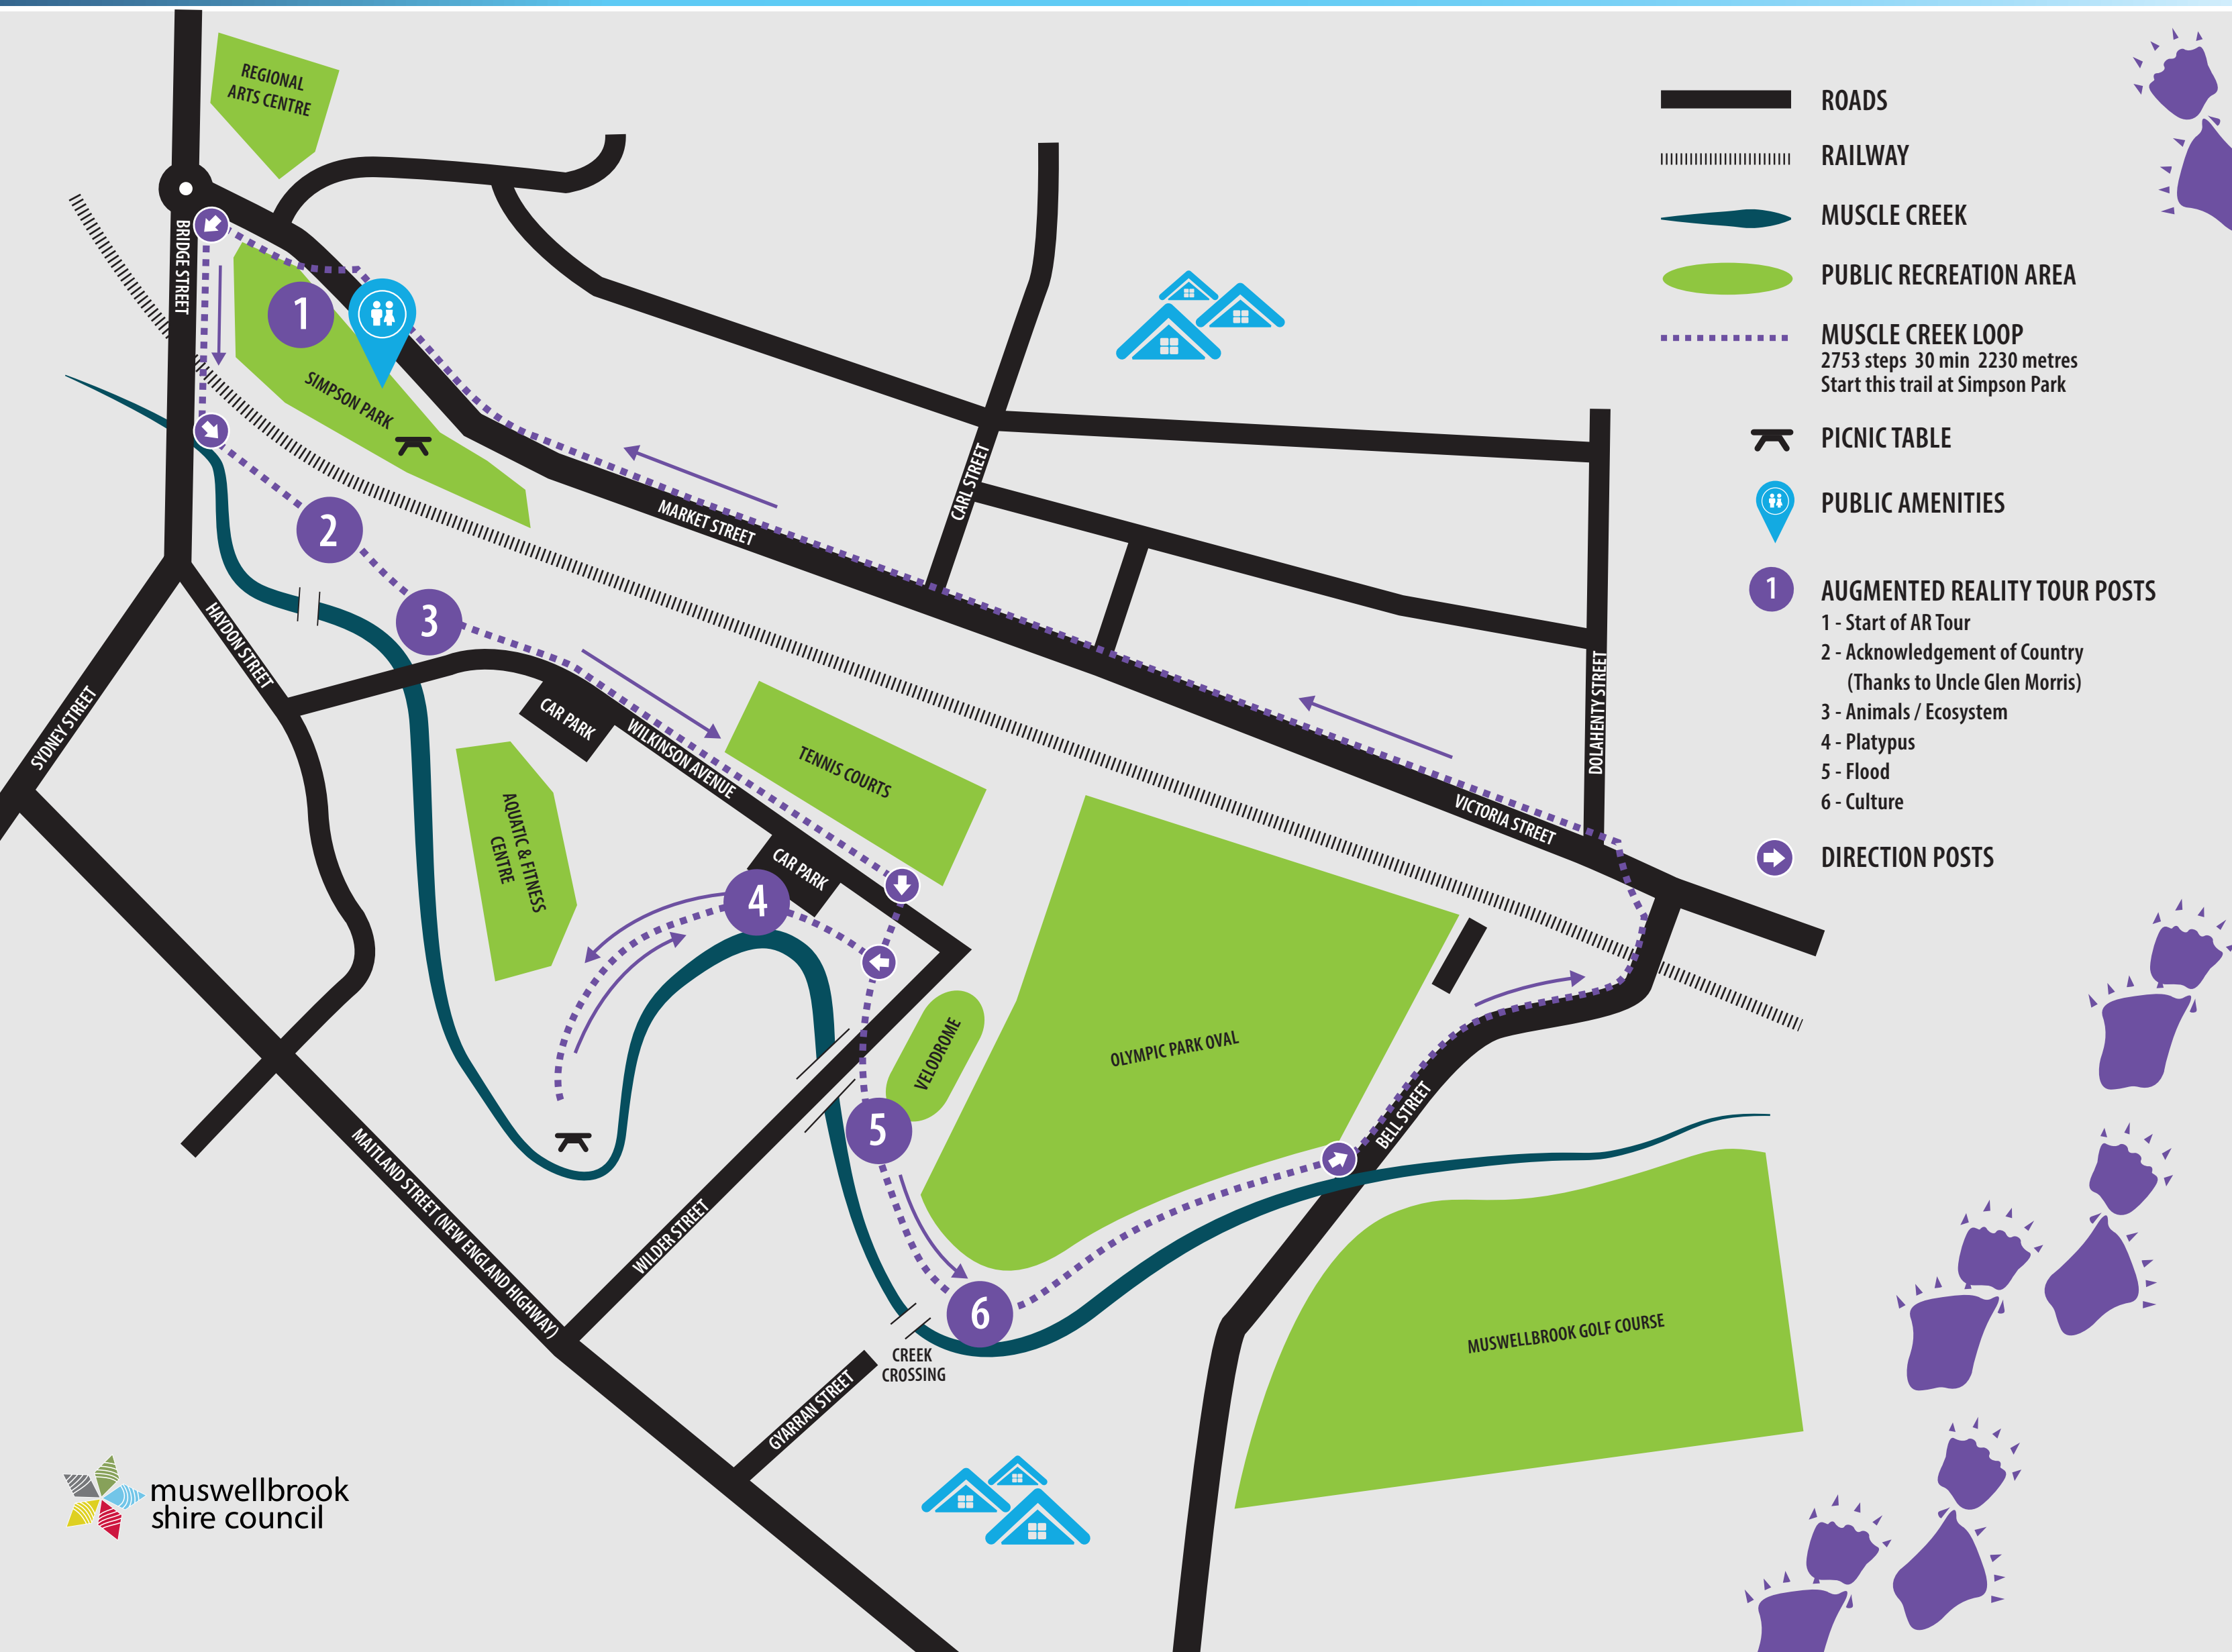 REGIONAL
ARTS CENTRE
BRIDGE STREET
1
SIMPSON PARK
2
3
MARKET STREET
CARL STREET
HAYDON STREET
SYDNEY STREET
CAR PARK
WILKINSON AVENUE
TENNIS COURTS
DOLAHENTY STREET
VICTORIA STREET
AQUATIC & FITNESS
CENTRE
CAR PARK
4
VELODROME
OLYMPIC PARK OVAL
5
BELL STREET
MAITLAND STREET (NEW ENGLAND HIGHWAY)
WILDER STREET
6
CREEK
CROSSING
GYARRAN STREET
MUSWELLBROOK GOLF COURSE
ROADS
RAILWAY
MUSCLE CREEK
PUBLIC RECREATION AREA
MUSCLE CREEK LOOP
2753 steps 30 min 2230 metres
Start this trail at Simpson Park
PICNIC TABLE
PUBLIC AMENITIES
1
AUGMENTED REALITY TOUR POSTS
1 - Start of AR Tour
2 - Acknowledgement of Country
(Thanks to Uncle Glen Morris)
3 - Animals / Ecosystem
4 - Platypus
5 - Flood
6 - Culture
DIRECTION POSTS
muswellbrook
shire council